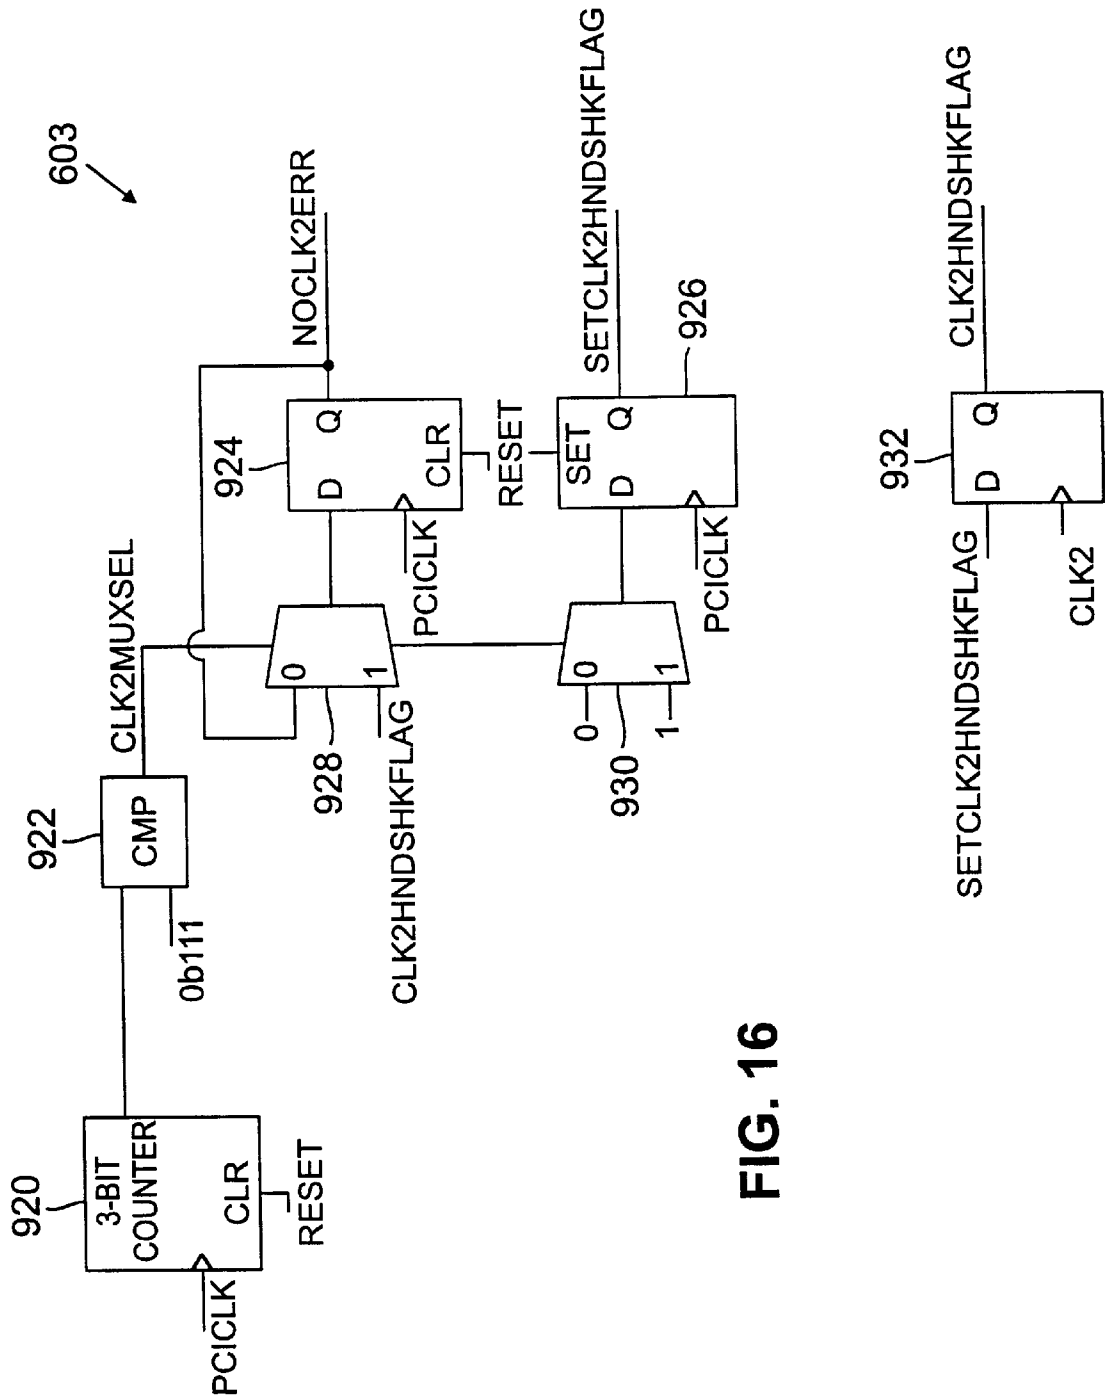 603
920
3-BIT
COUNTER
CLR
PCICLK
RESET
922
CMP
0b111
CLK2MUXSEL
928
0
1
CLK2HNDSHKFLAG
924
D
Q
CLR
PCICLK
NOCLK2ERR
RESET
930
0
0
1
1
SET
D
Q
PCICLK
926
SETCLK2HNDSHKFLAG
932
SETCLK2HNDSHKFLAG
D
Q
CLK2
CLK2HNDSHKFLAG
FIG. 16